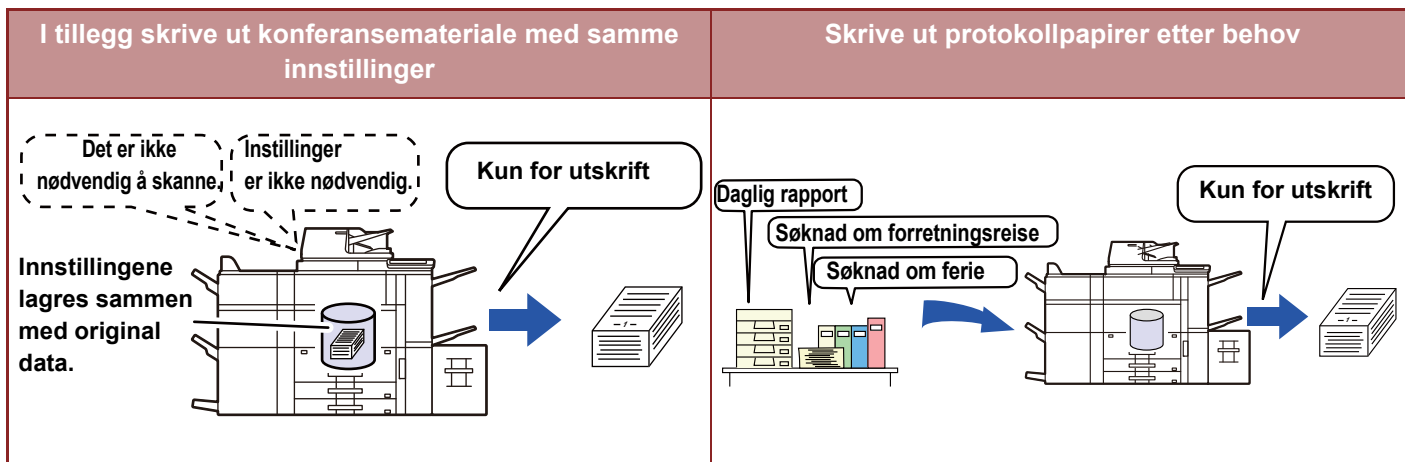 I tillegg skrive ut konferansemateriale med samme
innstillinger
Skrive ut protokollpapirer etter behov
Det er ikke
nødvendig å skanne.
Instillinger
er ikke nødvendig.
Kun for utskrift
Innstillingene
lagres sammen
med original
data.
-1-
Daglig rapport
Søknad om forretningsreise
Søknad om ferie
Kun for utskrift
-1-